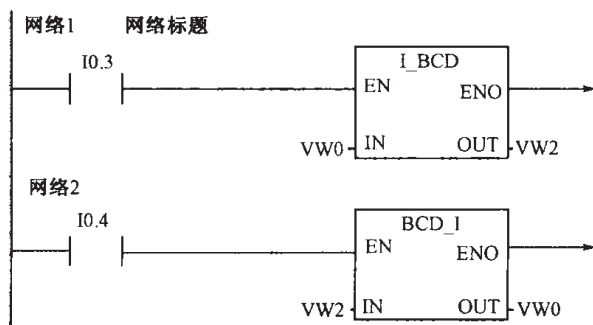 网络1 网络标题
I0.3
I_BCD
EN
ENO
VW0
IN
OUT
VW2
网络2
I0.4
BCD_I
EN
ENO
VW2
IN
OUT
VW0